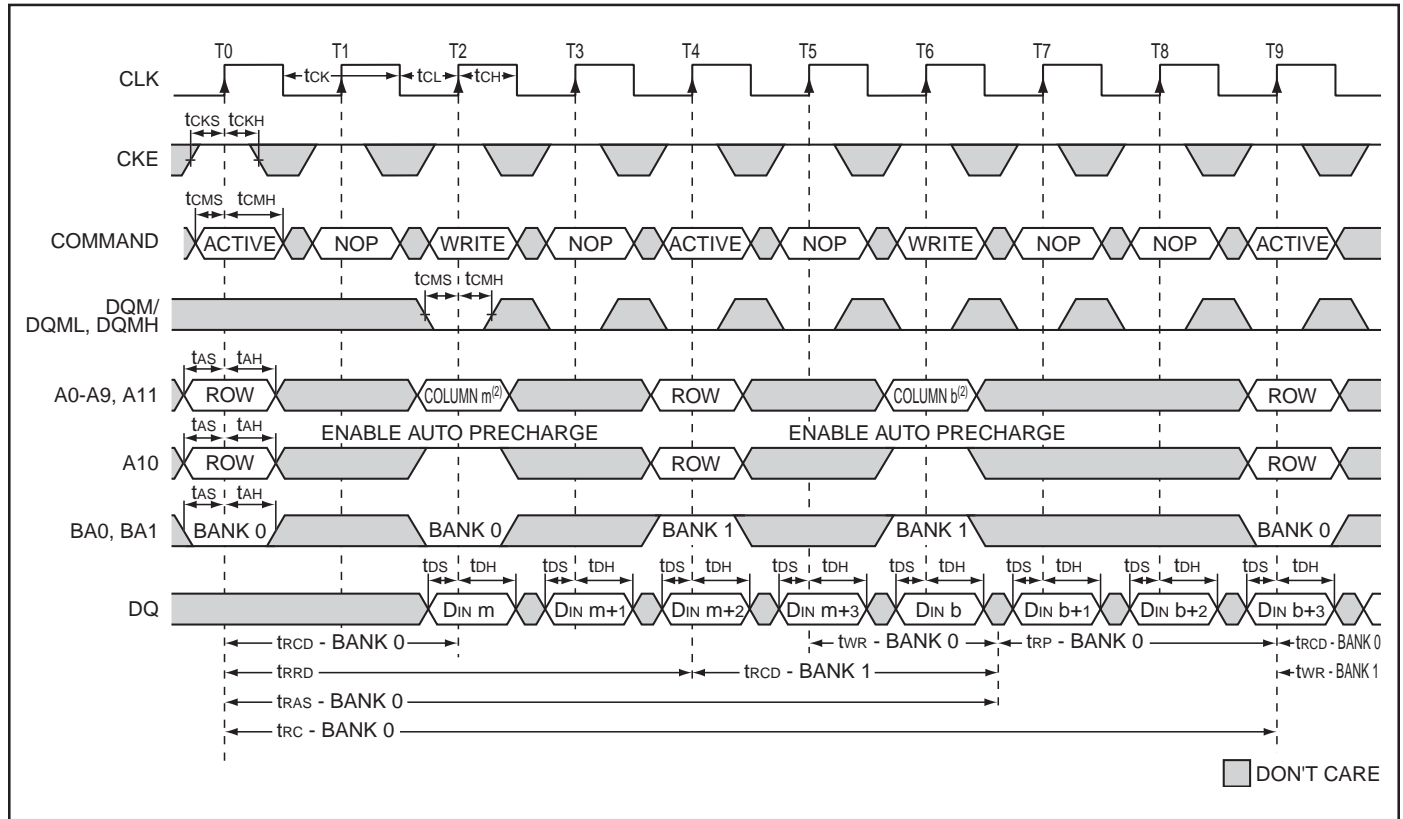 T0 T1 T2 T3 T4 T5 T6 T7 T8 T9
CLK tCK tCL tCH
tCKS tCKH
CKE
tCMS tCMH
COMMAND ACTIVE NOP WRITE NOP ACTIVE NOP WRITE NOP NOP ACTIVE
tCMS tCMH
DQM/
DQML, DQMH
tAS tAH
A0-A9, A11 ROW COLUMN m(2) ROW COLUMN b(2) ROW
tAS tAH ENABLE AUTO PRECHARGE ENABLE AUTO PRECHARGE
A10 ROW ROW ROW
tAS tAH
BA0, BA1 BANK 0 BANK 0 BANK 1 BANK 1 BANK 0
tDS tDH tDS tDH tDS tDH tDS tDH tDS tDH tDS tDH tDS tDH tDS tDH
DQ DIN m DIN m+1 DIN m+2 DIN m+3 DIN b DIN b+1 DIN b+2 DIN b+3
tRCD - BANK 0 tWR - BANK 0 tRP - BANK 0 tRCD - BANK 0
tRRD tRCD - BANK 1 tWR - BANK 1
tRAS - BANK 0
tRC - BANK 0
DON'T CARE